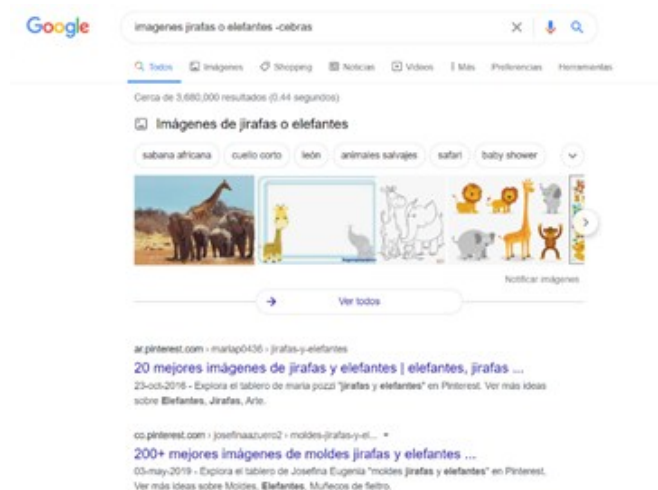 Google
imagenes jirafas o elefantes -cebras
Todos Imágenes Shopping Noticias Videos Más Preferencias Herramientas
Cerca de 3,680,000 resultados (0.44 segundos)
Imágenes de jirafas o elefantes
sabana africana cuello corto león animales salvajes safari baby shower
Notificar imágenes
Ver todos
ar.pinterest.com › mariap0436 › jirafas-y-elefantes
20 mejores imágenes de jirafas y elefantes | elefantes, jirafas ...
23-oct-2016 - Explora el tablero de maria pozzi "jirafas y elefantes" en Pinterest. Ver más ideas
sobre Elefantes, Jirafas, Arte.
co.pinterest.com › josefinaazuero2 › moldes-jirafas-y-el...
200+ mejores imágenes de moldes jirafas y elefantes ...
03-may-2019 - Explora el tablero de Josefina Eugenia "moldes jirafas y elefantes" en Pinterest.
Ver más ideas sobre Moldes, Elefantes, Muñecos de fieltro.